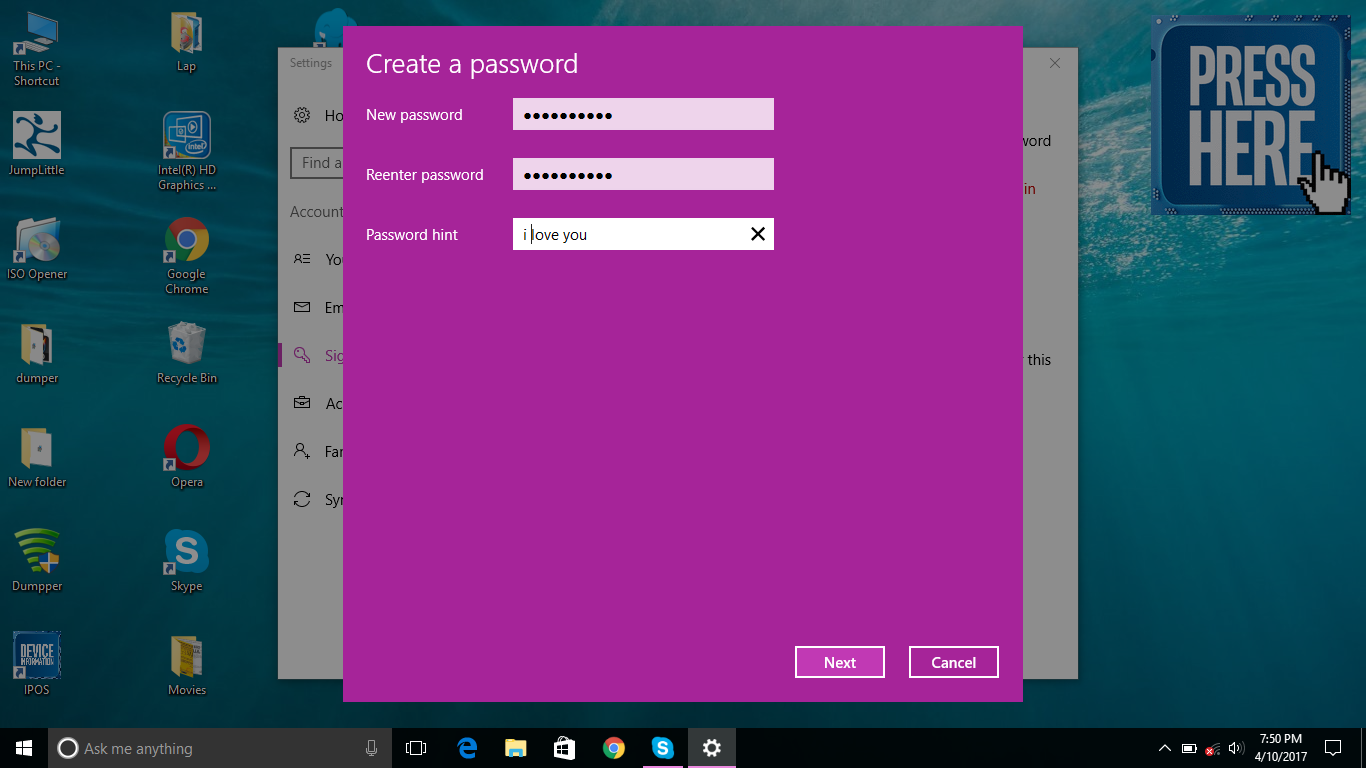 This PC -
Shortcut
Lap
JumpLittle
Intel(R) HD
Graphics ...
ISO Opener
Google
Chrome
dumper
Recycle Bin
New folder
Opera
Dumpper
Skype
DEVICE
INFORMATION
IPOS
Movies
Settings
Ho
Find a
Account
You
Em
Sig
Ac
Fan
Syn
Create a password
New password
●●●●●●●●●●
Reenter password
●●●●●●●●●●
Password hint
i love you
Next
Cancel
word
in
this
PRESS
HERE
Ask me anything
7:50 PM
4/10/2017